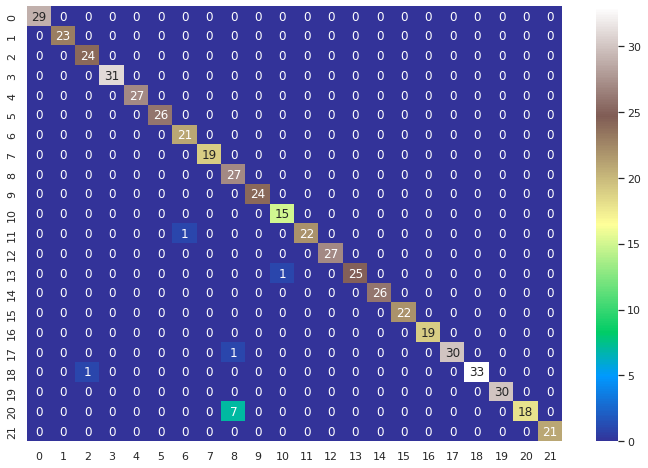 0 29 0 0 0 0 0 0 0 0 0 0 0 0 0 0 0 0 0 0 0 0 0
1 0 23 0 0 0 0 0 0 0 0 0 0 0 0 0 0 0 0 0 0 0 0
2 0 0 24 0 0 0 0 0 0 0 0 0 0 0 0 0 0 0 0 0 0 0
3 0 0 0 31 0 0 0 0 0 0 0 0 0 0 0 0 0 0 0 0 0 0
4 0 0 0 0 27 0 0 0 0 0 0 0 0 0 0 0 0 0 0 0 0 0
5 0 0 0 0 0 26 0 0 0 0 0 0 0 0 0 0 0 0 0 0 0 0
6 0 0 0 0 0 0 21 0 0 0 0 0 0 0 0 0 0 0 0 0 0 0
7 0 0 0 0 0 0 0 19 0 0 0 0 0 0 0 0 0 0 0 0 0 0
8 0 0 0 0 0 0 0 0 27 0 0 0 0 0 0 0 0 0 0 0 0 0
9 0 0 0 0 0 0 0 0 0 24 0 0 0 0 0 0 0 0 0 0 0 0
10 0 0 0 0 0 0 0 0 0 0 15 0 0 0 0 0 0 0 0 0 0 0
11 0 0 0 0 0 0 1 0 0 0 0 22 0 0 0 0 0 0 0 0 0 0
12 0 0 0 0 0 0 0 0 0 0 0 0 27 0 0 0 0 0 0 0 0 0
13 0 0 0 0 0 0 0 0 0 0 1 0 0 25 0 0 0 0 0 0 0 0
14 0 0 0 0 0 0 0 0 0 0 0 0 0 0 26 0 0 0 0 0 0 0
15 0 0 0 0 0 0 0 0 0 0 0 0 0 0 0 22 0 0 0 0 0 0
16 0 0 0 0 0 0 0 0 0 0 0 0 0 0 0 0 19 0 0 0 0 0
17 0 0 0 0 0 0 0 0 1 0 0 0 0 0 0 0 0 30 0 0 0 0
18 0 0 1 0 0 0 0 0 0 0 0 0 0 0 0 0 0 0 33 0 0 0
19 0 0 0 0 0 0 0 0 0 0 0 0 0 0 0 0 0 0 0 30 0 0
20 0 0 0 0 0 0 0 0 7 0 0 0 0 0 0 0 0 0 0 0 18 0
21 0 0 0 0 0 0 0 0 0 0 0 0 0 0 0 0 0 0 0 0 0 21
0 1 2 3 4 5 6 7 8 9 10 11 12 13 14 15 16 17 18 19 20 21
30
25
20
15
10
5
0